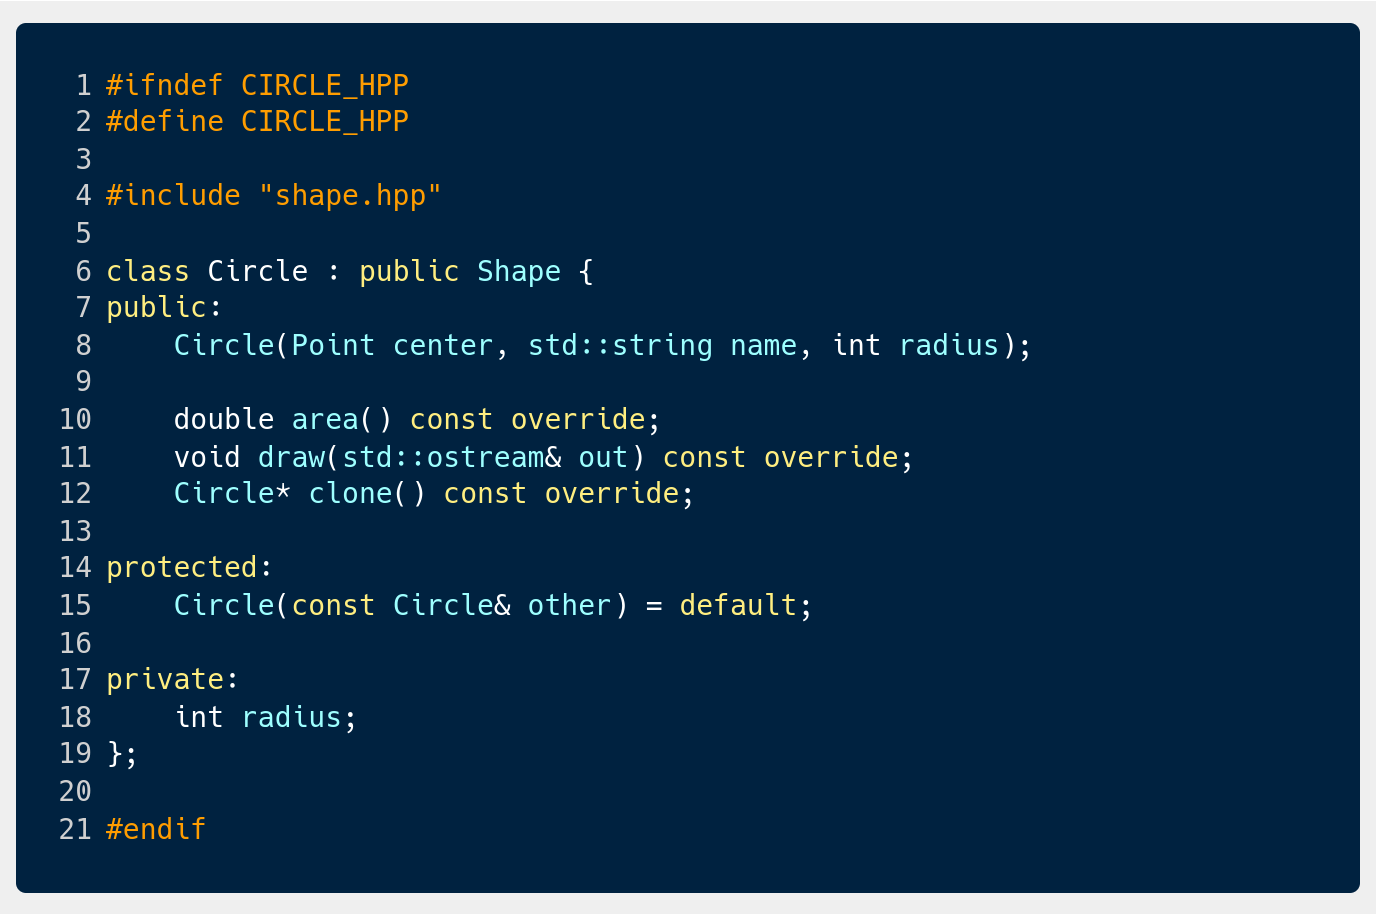 1 #ifndef CIRCLE_HPP
2 #define CIRCLE_HPP
3
4 #include "shape.hpp"
5
6 class Circle : public Shape {
7 public:
8     Circle(Point center, std::string name, int radius);
9
10     double area() const override;
11     void draw(std::ostream& out) const override;
12     Circle* clone() const override;
13
14 protected:
15     Circle(const Circle& other) = default;
16
17 private:
18     int radius;
19 };
20
21 #endif